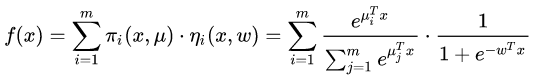 f(x) = \sum_{i=1}^{m} \pi_i(x, \mu) \cdot \eta_i(x, w) = \sum_{i=1}^{m} \frac{e^{\mu_i^T x}}{\sum_{j=1}^{m} e^{\mu_j^T x}} \cdot \frac{1}{1 + e^{-w^T x}}